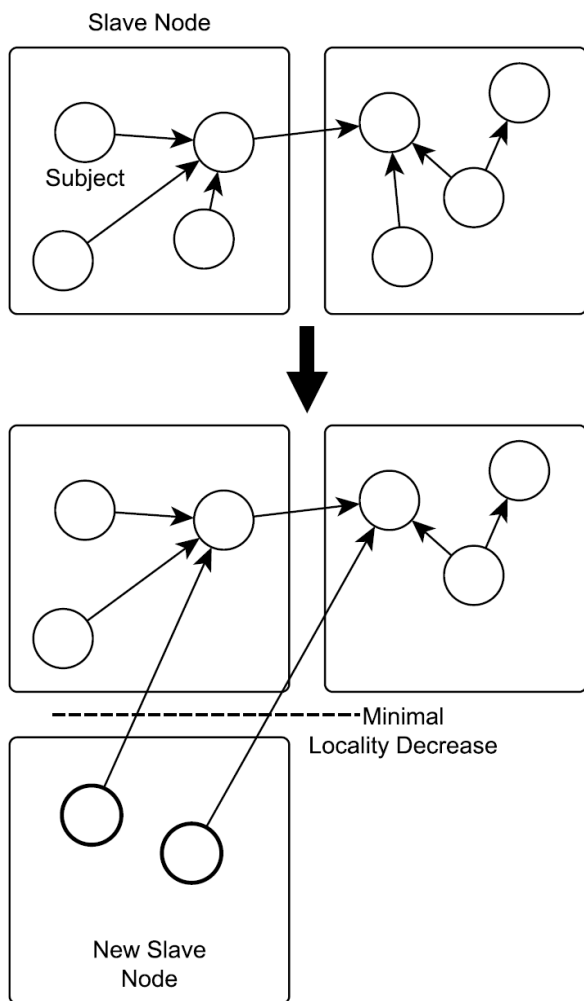 Slave Node
Subject
Minimal
Locality Decrease
New Slave
Node